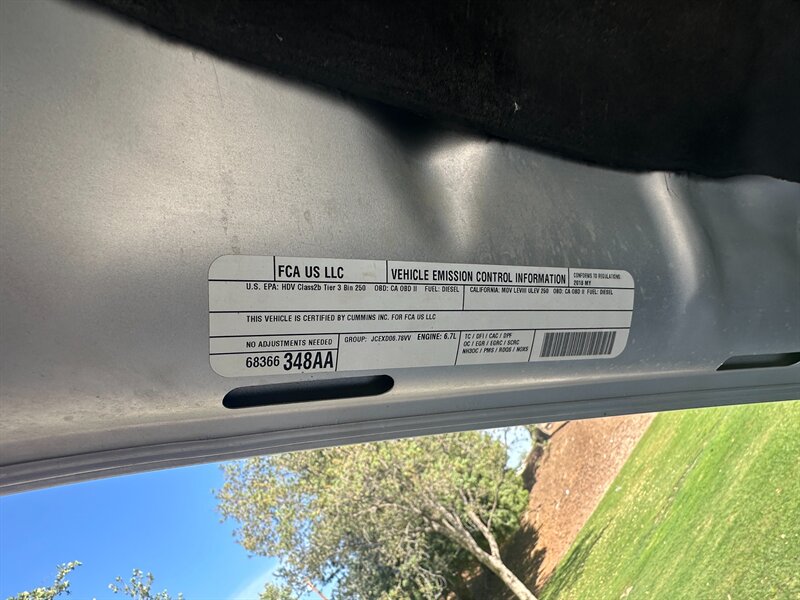 FCA US LLC
VEHICLE EMISSION CONTROL INFORMATION
CONFORMS TO REGULATIONS:
2018 MY
U.S. EPA: HDV Class2b Tier 3 Bin 250 OBD: CA OBD II FUEL: DIESEL
CALIFORNIA: MDV LEVIII ULEV 250 OBD: CA OBD II FUEL: DIESEL
THIS VEHICLE IS CERTIFIED BY CUMMINS INC. FOR FCA US LLC
NO ADJUSTMENTS NEEDED
68366 348AA
GROUP: JCEXD06.78VV ENGINE: 6.7L
TC / DFI / CAC / DPF
OC / EGR / EGRC / SCRC
NH3OC / PMS / RDQS / NOXS